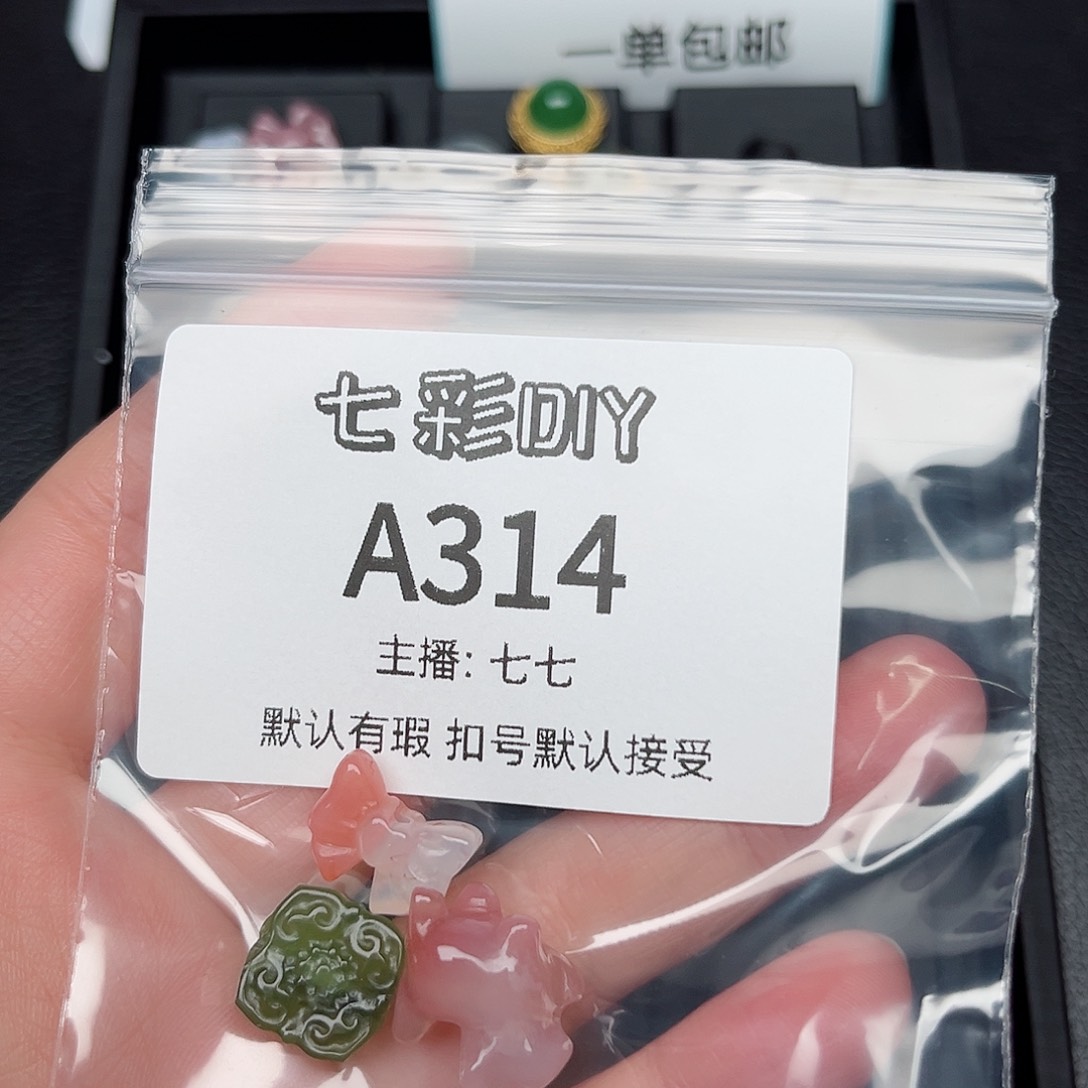 一单包邮
七彩DIY
A314
主播: 七七
默认有瑕 扣号默认接受